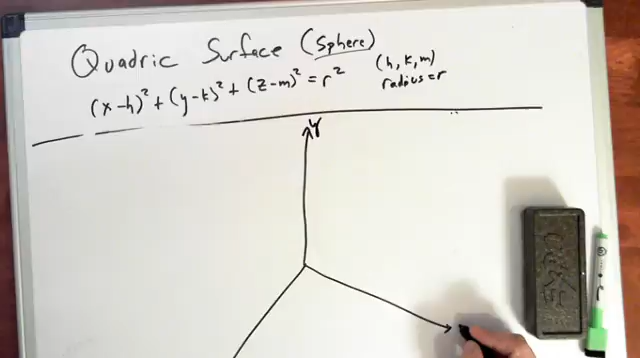 Quadric Surface (Sphere)
(x-h)² + (y-k)² + (z-m)² = r²
(h, k, m)
radius = r
y